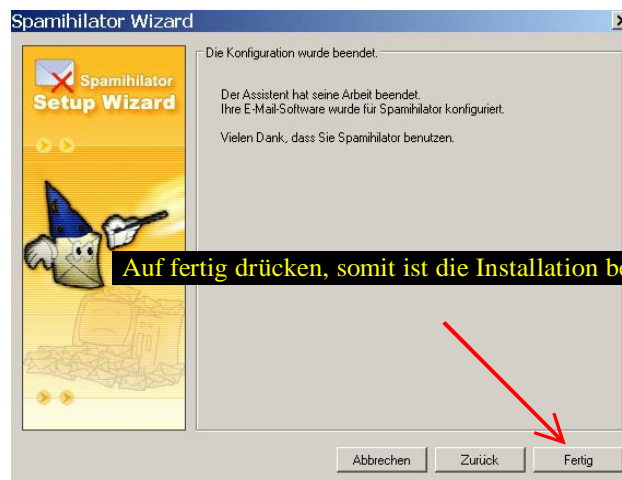 Spamihilator Wizard
Spamihilator
Setup Wizard
Die Konfiguration wurde beendet.
Der Assistent hat seine Arbeit beendet.
Ihre E-Mail-Software wurde für Spamihilator konfiguriert.
Vielen Dank, dass Sie Spamihilator benutzen.
Auf fertig drücken, somit ist die Installation be
Abbrechen
Zurück
Fertig